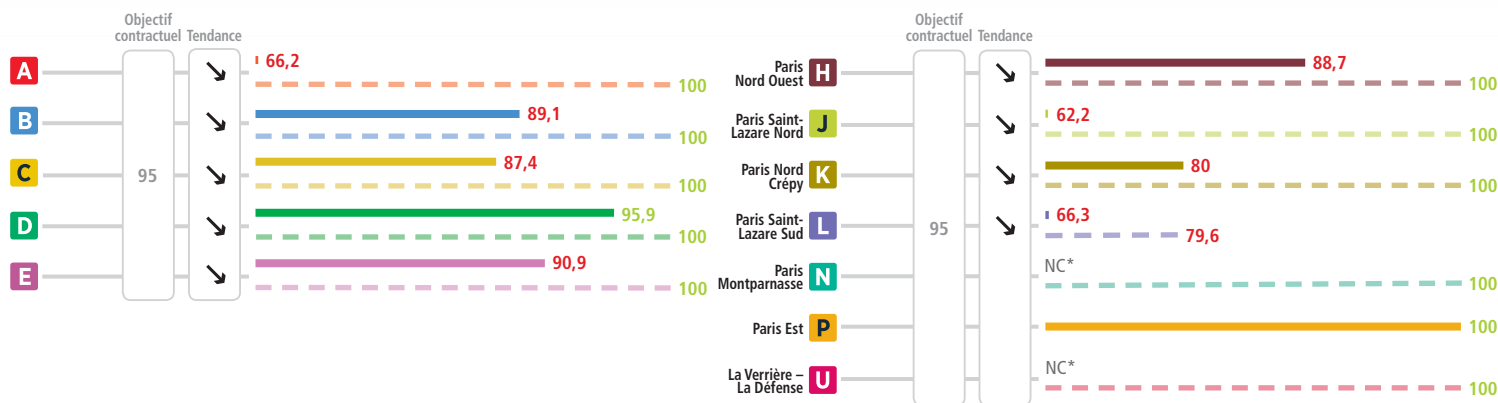 Objectif
contractuel Tendance
A 66,2
100
B 89,1
100
C 95 87,4
100
D 95,9
100
E 90,9
100
Objectif
contractuel Tendance
Paris
Nord Ouest H 88,7
100
Paris Saint-
Lazare Nord J 62,2
100
Paris Nord
Crépy K 80
100
Paris Saint-
Lazare Sud L 95 66,3
79,6
Paris
Montparnasse N NC*
100
Paris Est P 100
La Verrière –
La Défense U NC*
100